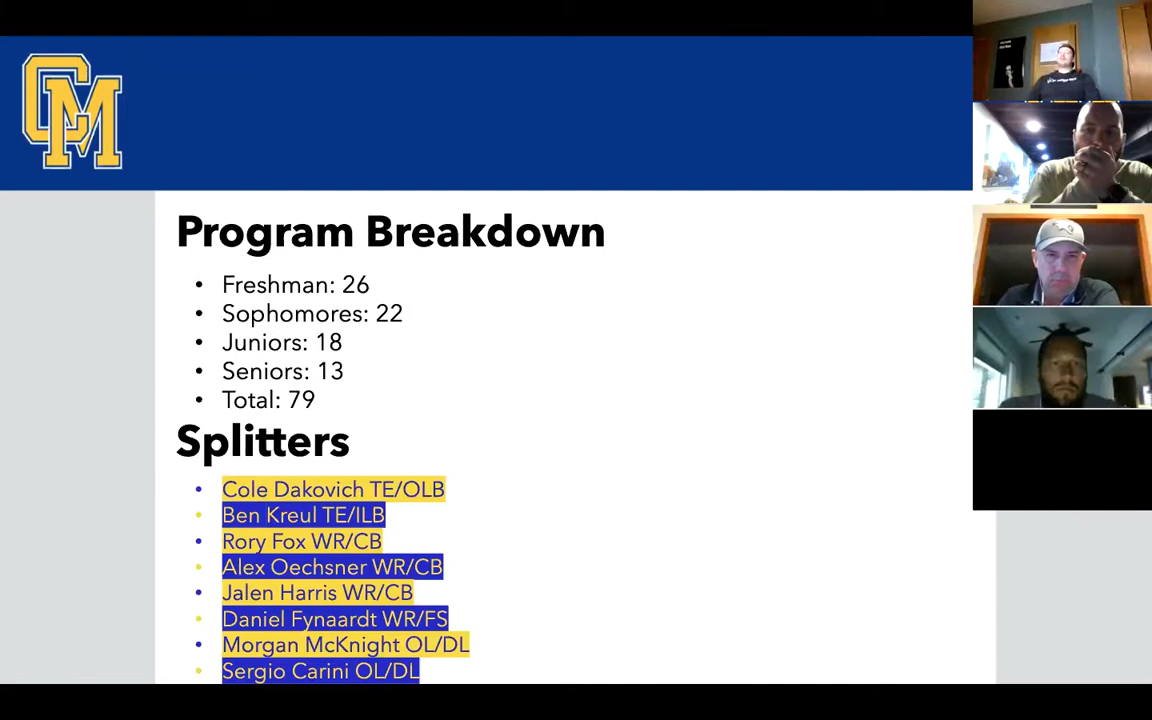 CM
Program Breakdown
• Freshman: 26
• Sophomores: 22
• Juniors: 18
• Seniors: 13
• Total: 79
Splitters
• Cole Dakovich TE/OLB
• Ben Kreul TE/ILB
• Rory Fox WR/CB
• Alex Oechsner WR/CB
• Jalen Harris WR/CB
• Daniel Fynaardt WR/FS
• Morgan McKnight OL/DL
• Sergio Carini OL/DL